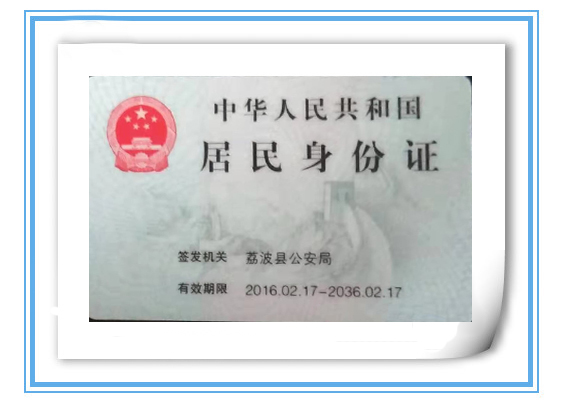 中华人民共和国
居民身份证
签发机关 荔波县公安局
有效期限 2016.02.17-2036.02.17